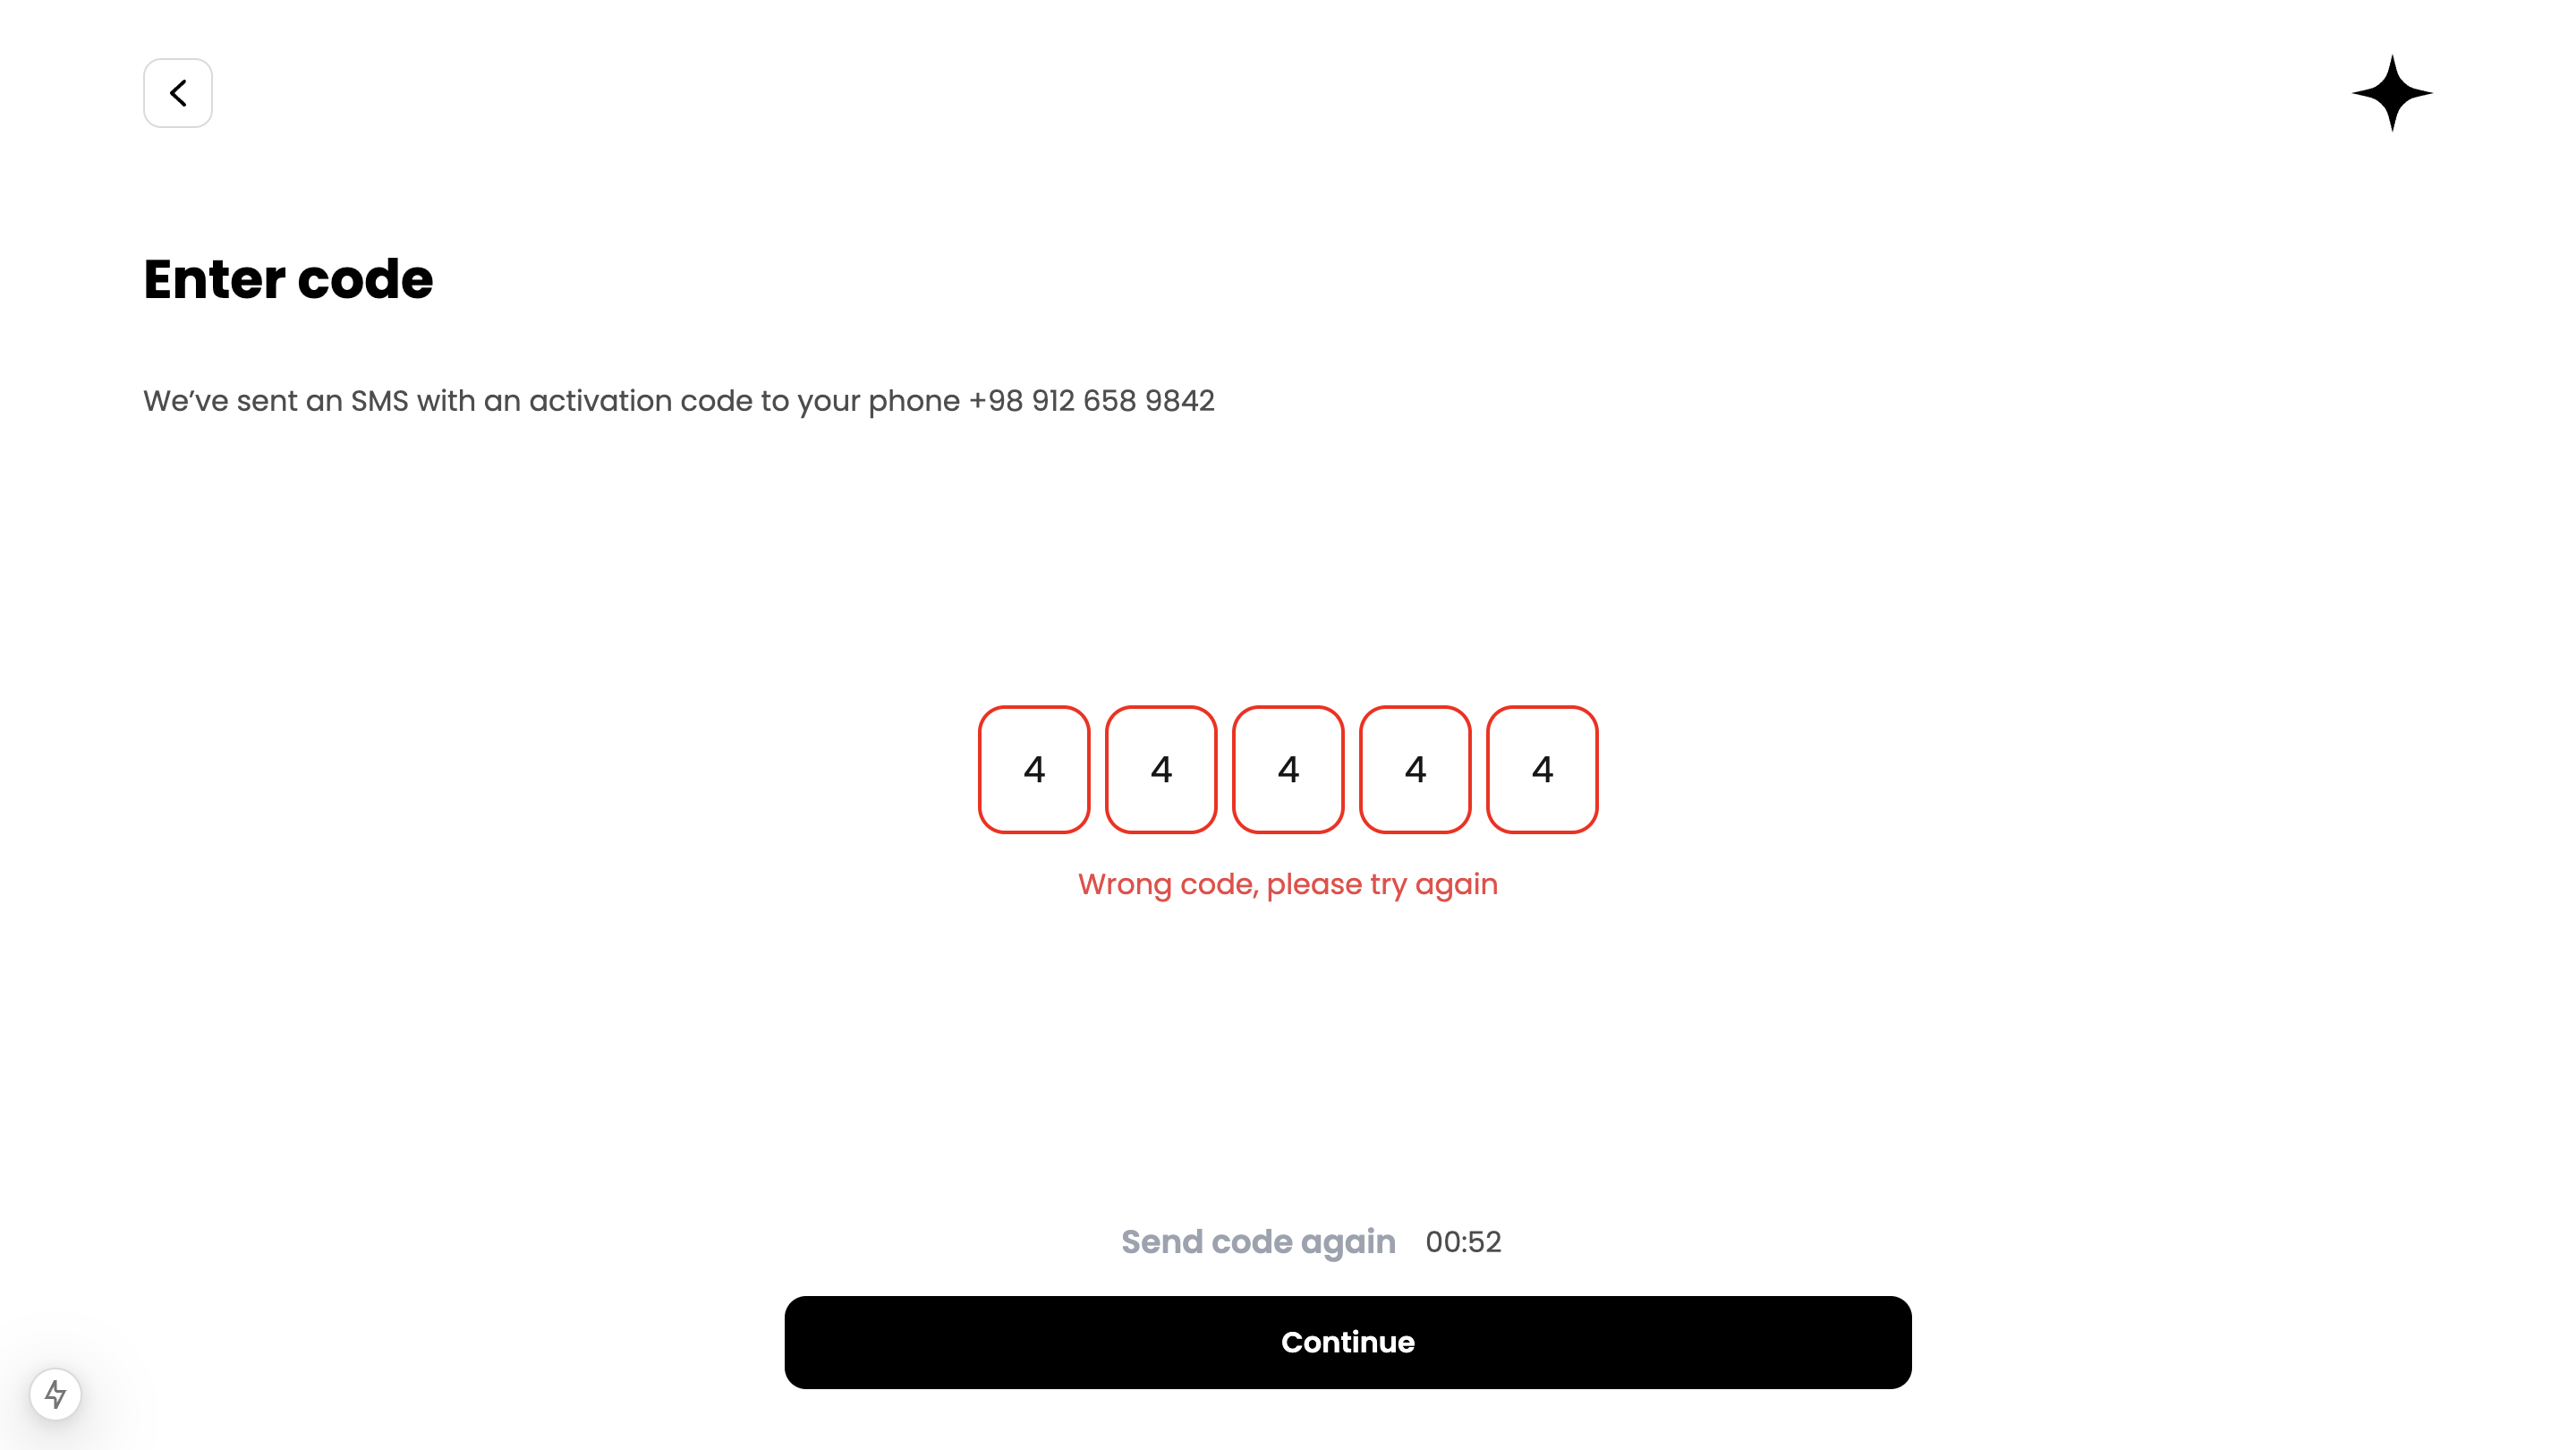 Enter code
We’ve sent an SMS with an activation code to your phone +98 912 658 9842
4 4 4 4 4
Wrong code, please try again
Send code again 00:52
Continue